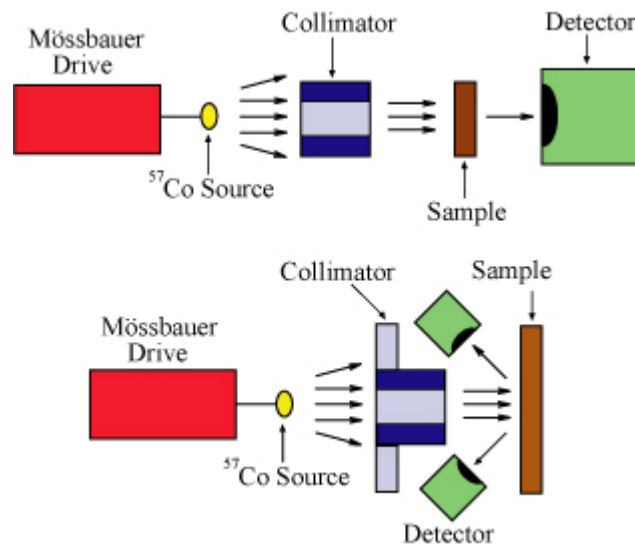 Mössbauer
Drive
Collimator
Detector
⁵⁷Co Source
Sample
Collimator
Sample
Mössbauer
Drive
⁵⁷Co Source
Detector